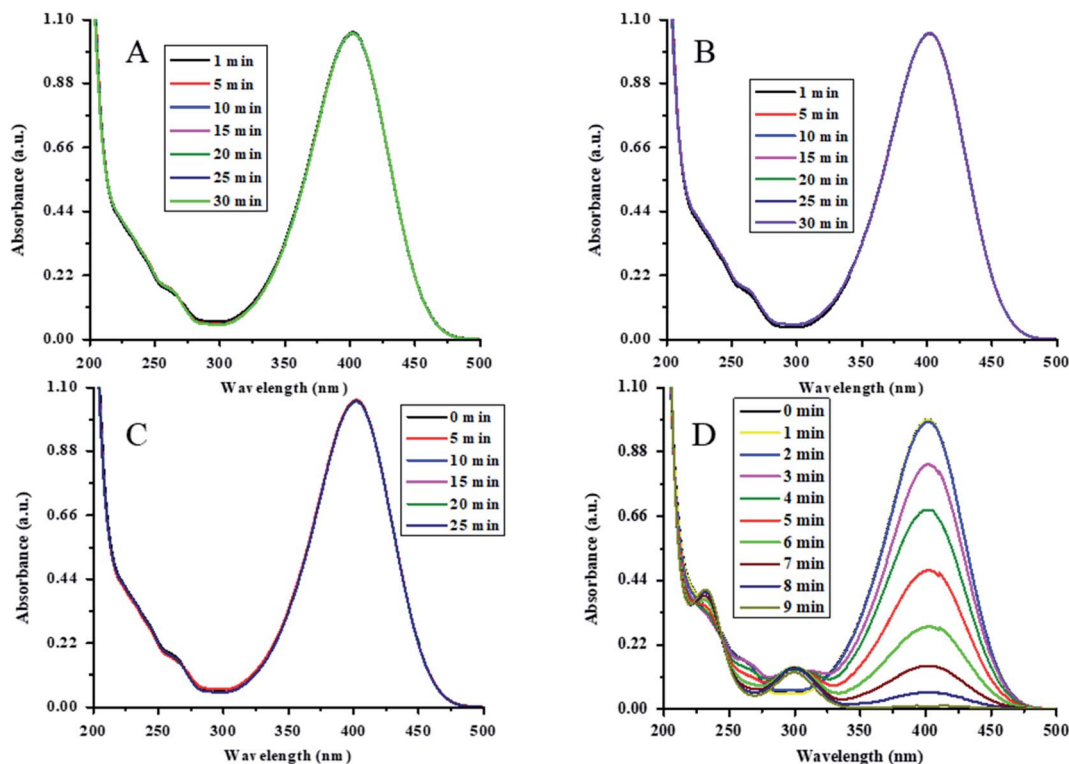 A
1 min
5 min
10 min
15 min
20 min
25 min
30 min
1.10
0.88
0.66
0.44
0.22
0.00
Absorbance (a.u.)
200 250 300 350 400 450 500
Wavelength (nm)
B
1 min
5 min
10 min
15 min
20 min
25 min
30 min
1.10
0.88
0.66
0.44
0.22
0.00
Absorbance (a.u.)
200 250 300 350 400 450 500
Wavelength (nm)
C
0 min
5 min
10 min
15 min
20 min
25 min
1.10
0.88
0.66
0.44
0.22
0.00
Absorbance (a.u.)
200 250 300 350 400 450 500
Wavelength (nm)
D
0 min
1 min
2 min
3 min
4 min
5 min
6 min
7 min
8 min
9 min
1.10
0.88
0.66
0.44
0.22
0.00
Absorbance (a.u.)
200 250 300 350 400 450 500
Wavelength (nm)